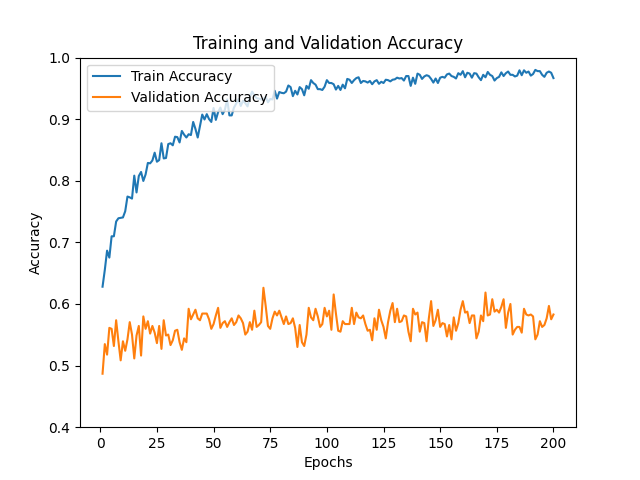 Training and Validation Accuracy
Train Accuracy
Validation Accuracy
Accuracy
1.0
0.9
0.8
0.7
0.6
0.5
0.4
0 25 50 75 100 125 150 175 200
Epochs